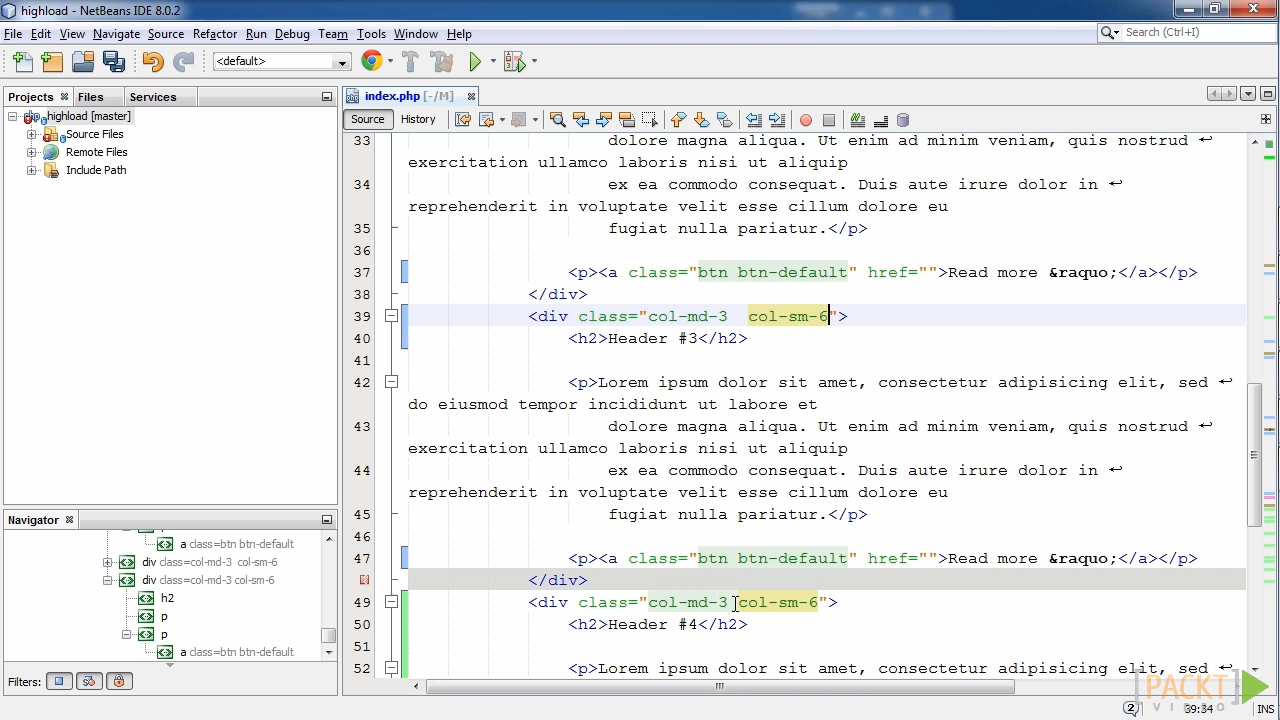 highload - NetBeans IDE 8.0.2
File Edit View Navigate Source Refactor Run Debug Team Tools Window Help
Search (Ctrl+I)
<default>
Projects Files Services
index.php [-/M]
highload [master]
Source Files
Remote Files
Include Path
Source History
33 dolore magna aliqua. Ut enim ad minim veniam, quis nostrud ↩
exercitation ullamco laboris nisi ut aliquip
34 ex ea commodo consequat. Duis aute irure dolor in ↩
reprehenderit in voluptate velit esse cillum dolore eu
35 fugiat nulla pariatur.</p>
36
37 <p><a class="btn btn-default" href="">Read more &raquo;</a></p>
38 </div>
39 <div class="col-md-3  col-sm-6">
40 <h2>Header #3</h2>
41
42 <p>Lorem ipsum dolor sit amet, consectetur adipisicing elit, sed ↩
do eiusmod tempor incididunt ut labore et
43 dolore magna aliqua. Ut enim ad minim veniam, quis nostrud ↩
exercitation ullamco laboris nisi ut aliquip
44 ex ea commodo consequat. Duis aute irure dolor in ↩
reprehenderit in voluptate velit esse cillum dolore eu
45 fugiat nulla pariatur.</p>
46
47 <p><a class="btn btn-default" href="">Read more &raquo;</a></p>
</div>
49 <div class="col-md-3 col-sm-6">
50 <h2>Header #4</h2>
51
52 <p>Lorem ipsum dolor sit amet, consectetur adipisicing elit, sed ↩
Navigator
a class=btn btn-default
div class=col-md-3 col-sm-6
div class=col-md-3 col-sm-6
h2
p
p
a class=btn btn-default
Filters:
PACKT
VIDEO
2 39:34 INS